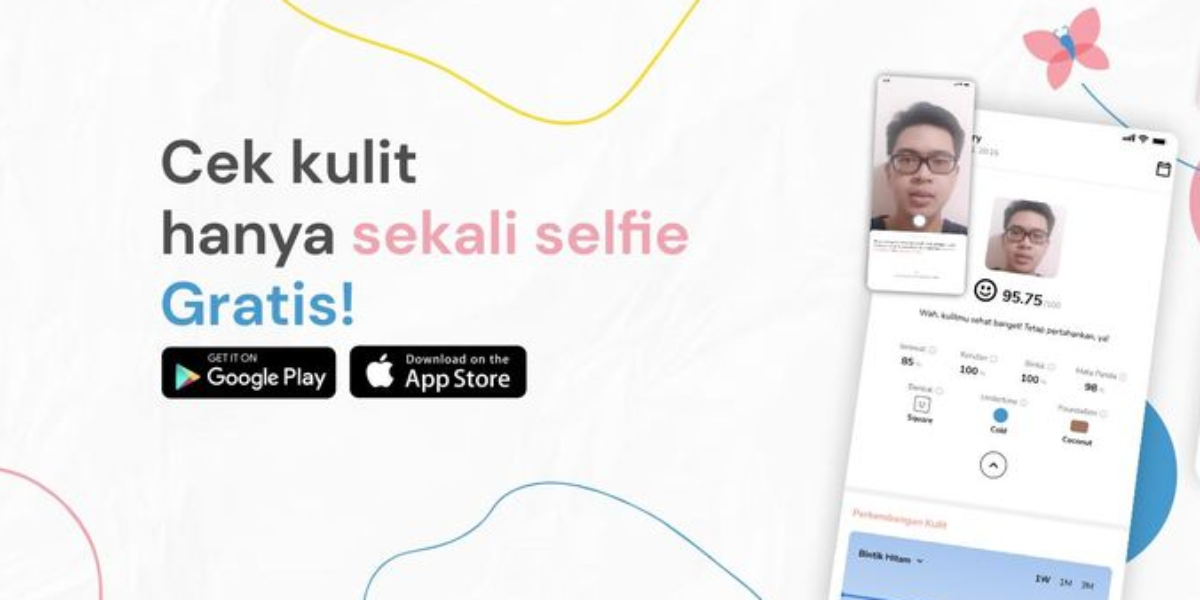 Cek kulit
hanya sekali selfie
Gratis!
GET IT ON
Google Play
Download on the
App Store
95.75/100
Wah, kulitmu sehat banget! Tetap pertahankan, ya!
Jerawat Kerutan Mata Panda
85 100 100 98
Bentuk Undertone Foundation
Square Cold Coconut
Perkembangan Kulit
Bintik Hitam
1W 1M 3M